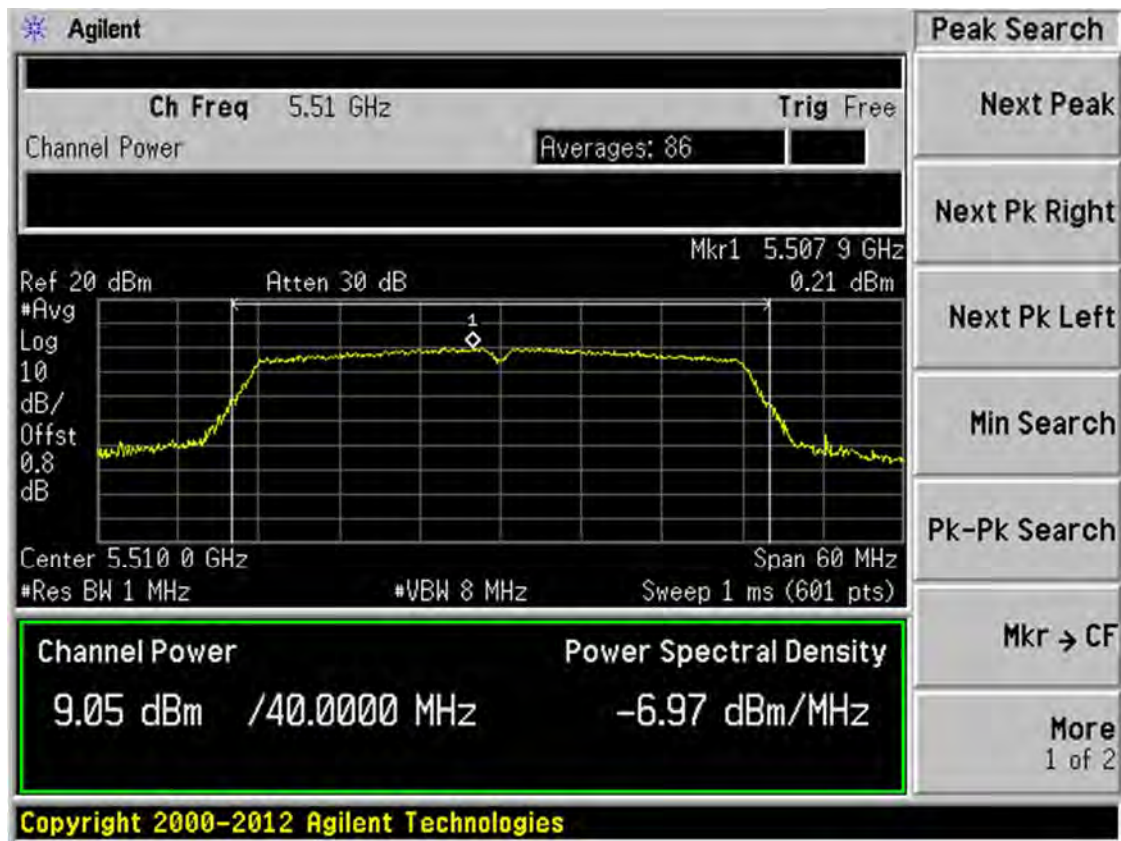 Agilent
Peak Search
Ch Freq 5.51 GHz Trig Free
Channel Power Averages: 86
Mkr1 5.507 9 GHz
Ref 20 dBm Atten 30 dB 0.21 dBm
#Avg
Log
10
dB/
Offst
0.8
dB
1
Center 5.510 0 GHz Span 60 MHz
#Res BW 1 MHz #VBW 8 MHz Sweep 1 ms (601 pts)
Channel Power Power Spectral Density
9.05 dBm /40.0000 MHz -6.97 dBm/MHz
Next Peak
Next Pk Right
Next Pk Left
Min Search
Pk-Pk Search
Mkr → CF
More
1 of 2
Copyright 2000-2012 Agilent Technologies